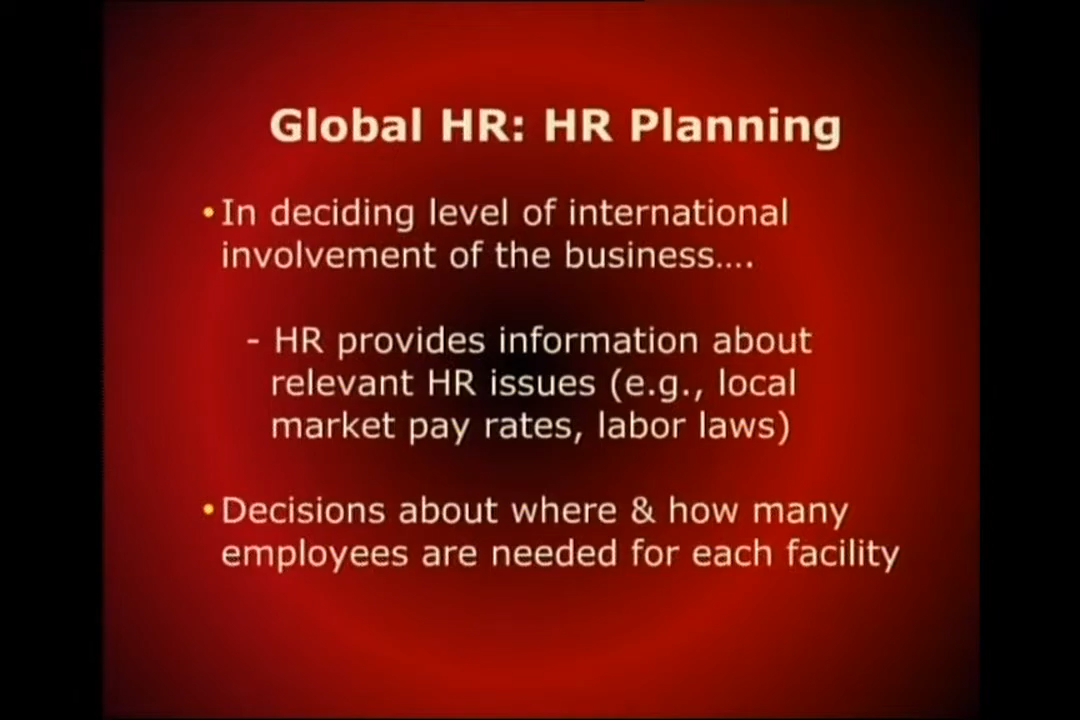 Global HR: HR Planning
•In deciding level of international
involvement of the business....
- HR provides information about
relevant HR issues (e.g., local
market pay rates, labor laws)
•Decisions about where & how many
employees are needed for each facility